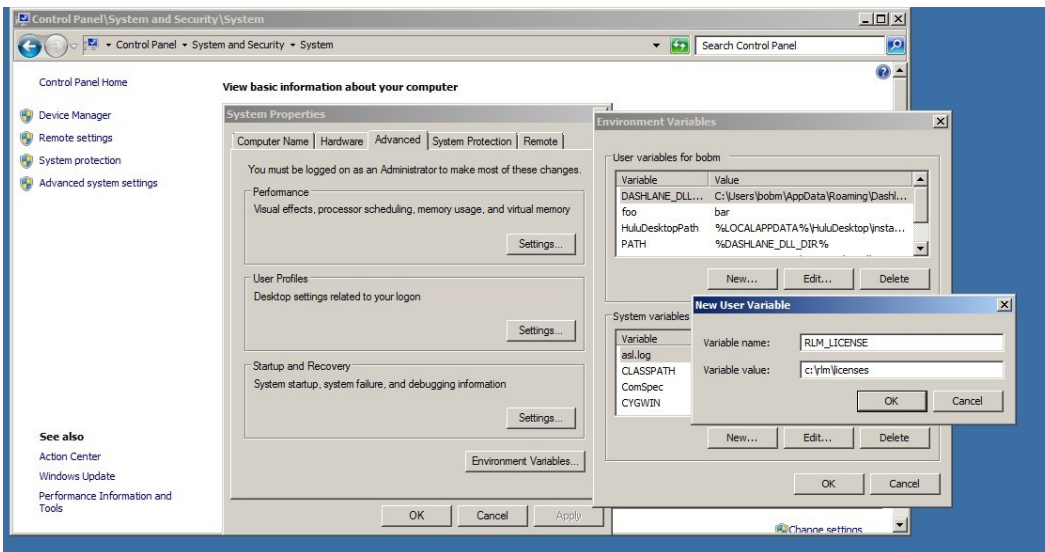 Control Panel\System and Security\System
Control Panel System and Security System
Search Control Panel
Control Panel Home
Device Manager
Remote settings
System protection
Advanced system settings
See also
Action Center
Windows Update
Performance Information and
Tools
View basic information about your computer
System Properties
Computer Name
Hardware
Advanced
System Protection
Remote
You must be logged on as an Administrator to make most of these changes.
Performance
Visual effects, processor scheduling, memory usage, and virtual memory
Settings...
User Profiles
Desktop settings related to your logon
Settings...
Startup and Recovery
System startup, system failure, and debugging information
Settings...
Environment Variables...
OK
Cancel
Apply
Environment Variables
User variables for bobm
Variable Value
DASHLANE_DLL... C:\Users\bobm\AppData\Roaming\Dashl...
foo bar
HuluDesktopPath %LOCALAPPDATA%\HuluDesktop\insta...
PATH %DASHLANE_DLL_DIR%
New...
Edit...
Delete
System variables
Variable
asl.log
CLASSPATH
ComSpec
CYGWIN
New...
Edit...
Delete
OK
Cancel
New User Variable
Variable name: RLM_LICENSE
Variable value: c:\rlm\licenses
OK
Cancel
Change settings